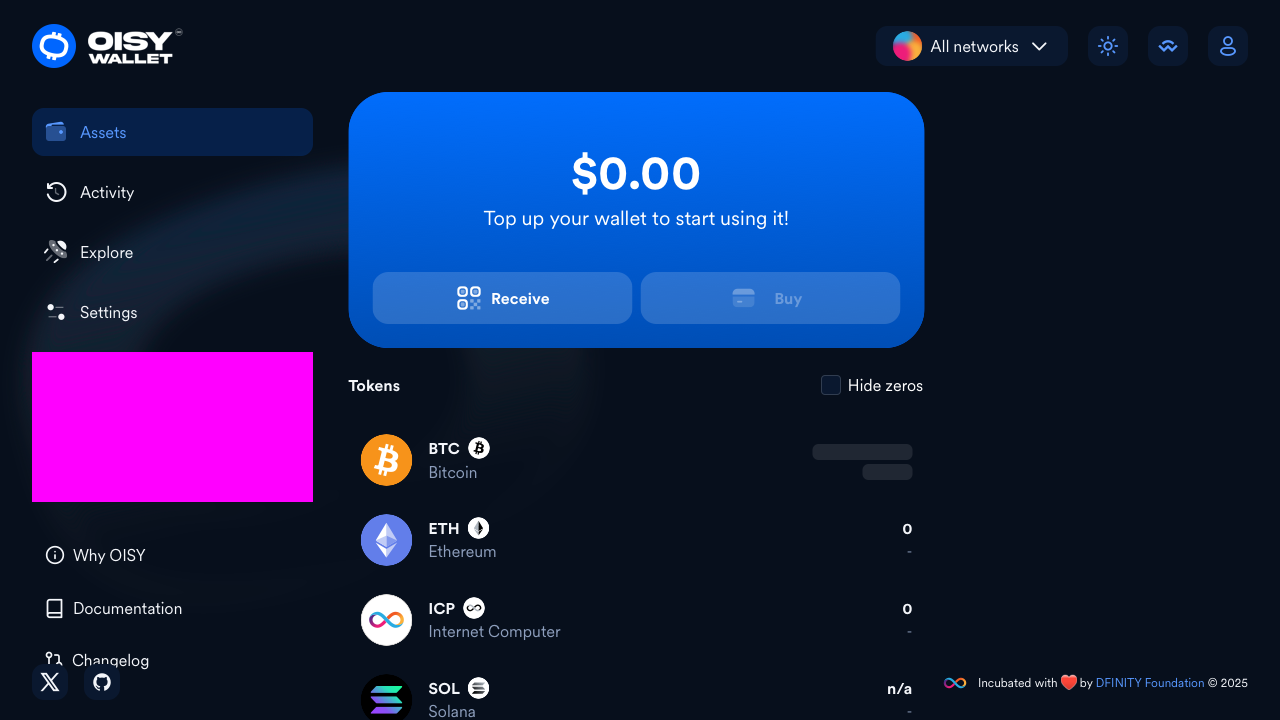 OISY
WALLET
All networks
Assets
Activity
Explore
Settings
$0.00
Top up your wallet to start using it!
Receive
Buy
Tokens
Hide zeros
BTC
Bitcoin
ETH
0
Ethereum
-
ICP
0
Internet Computer
-
SOL
n/a
Solana
-
Why OISY
Documentation
Changelog
Incubated with ❤️ by DFINITY Foundation © 2025